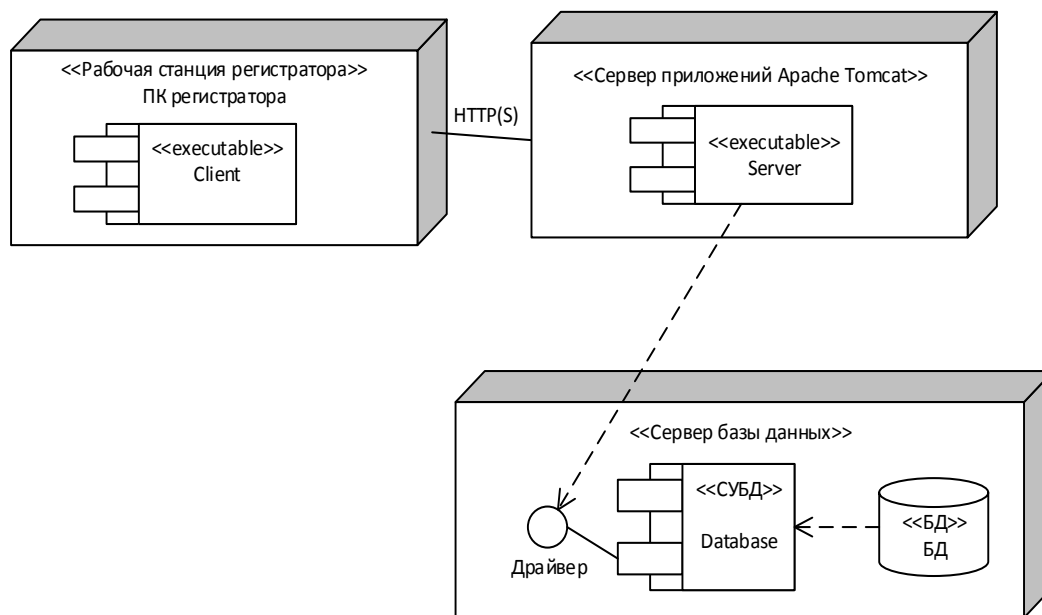 <<Рабочая станция регистратора>>
ПК регистратора
<<executable>>
Client
HTTP(S)
<<Сервер приложений Apache Tomcat>>
<<executable>>
Server
<<Сервер базы данных>>
<<СУБД>>
Database
<<БД>>
БД
Драйвер